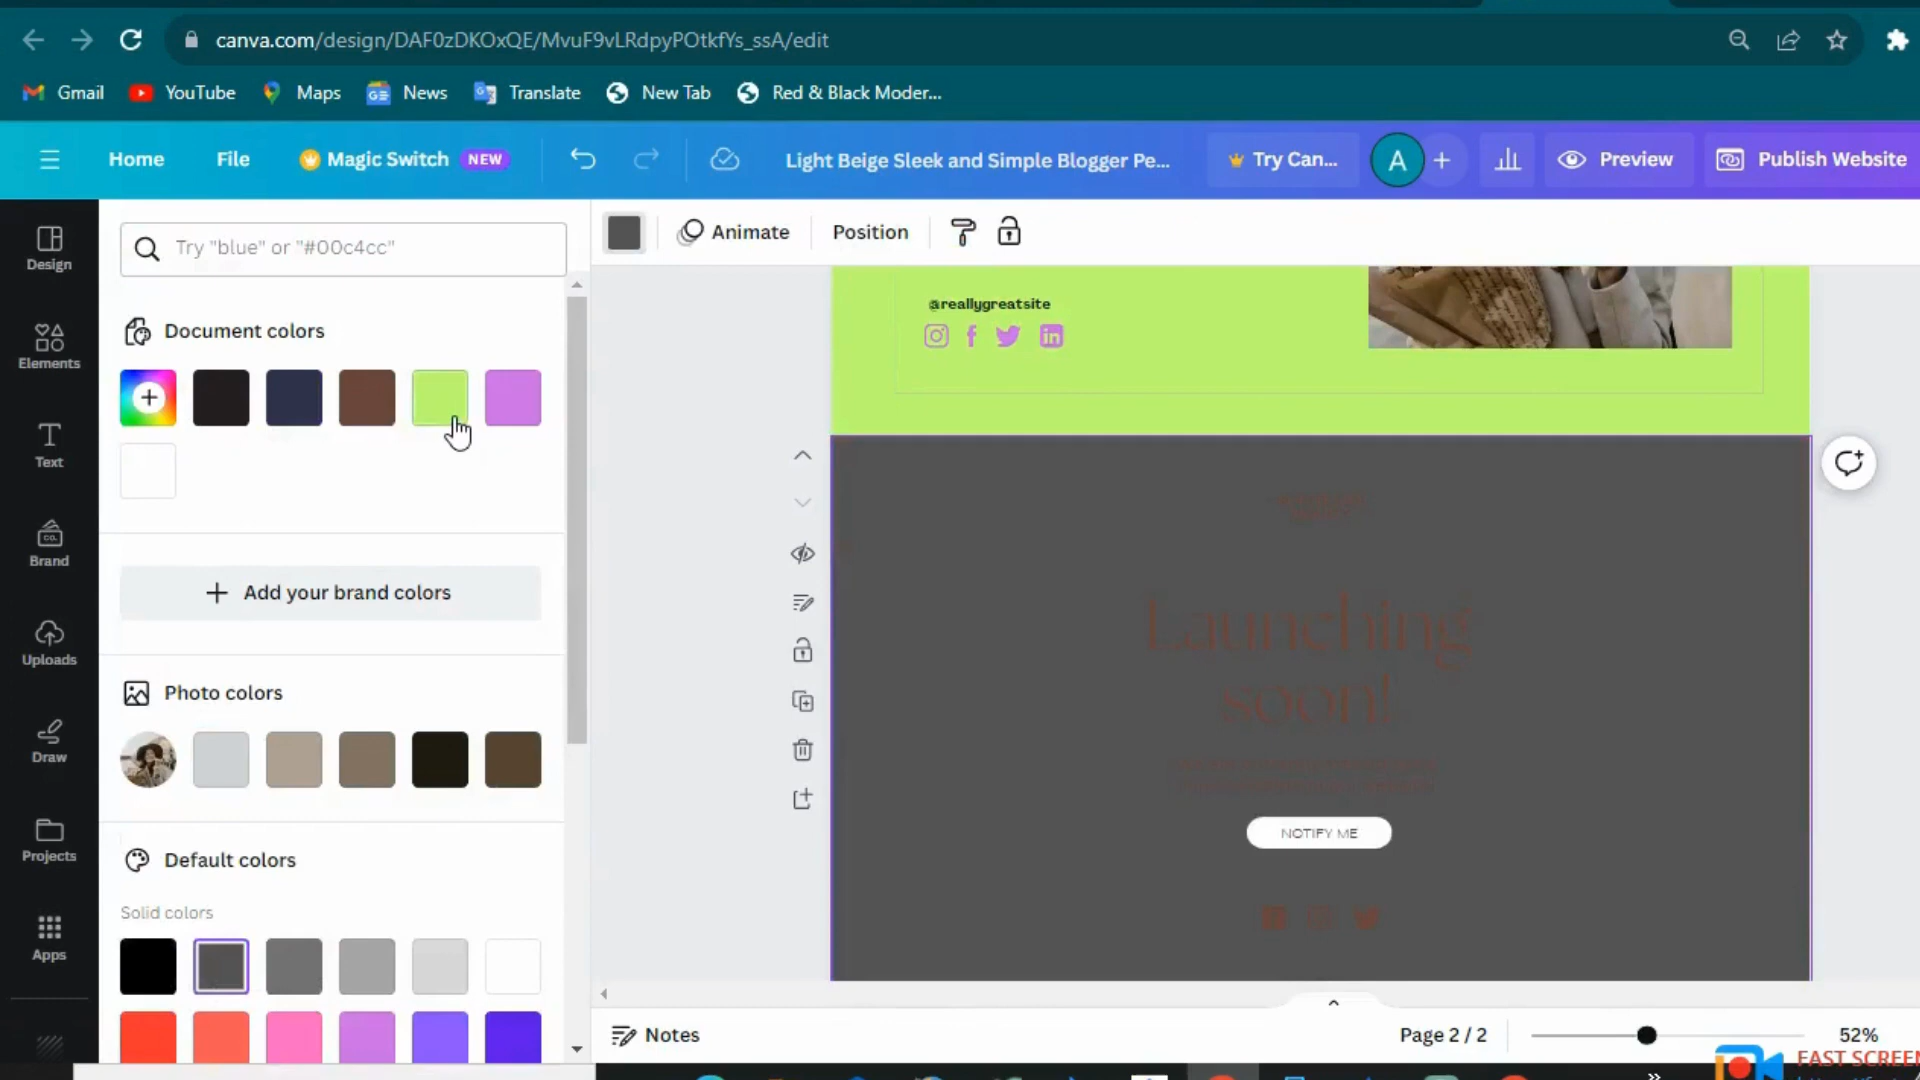 canva.com/design/DAF0zDKOxQE/MvuF9vLRdpyPOtkfYs_ssA/edit
Gmail YouTube Maps News Translate New Tab Red & Black Moder...
Home File Magic Switch NEW Light Beige Sleek and Simple Blogger Pe... Try Can... A Preview Publish Website
Try "blue" or "#00c4cc"
Animate Position
Design
Elements
Text
CO.
Brand
Uploads
Draw
Projects
Apps
Document colors
Add your brand colors
Photo colors
Default colors
Solid colors
@reallygreatsite
Launching
soon!
NOTIFY ME
Notes Page 2 / 2 52%
FAST SCREEN